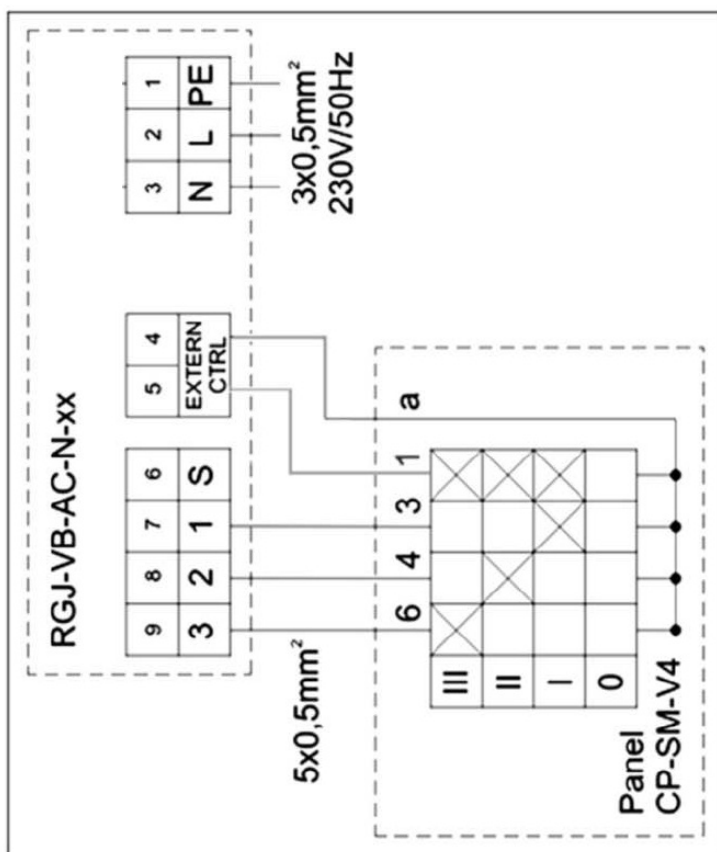 RGJ-VB-AC-N-xx
9 8 7 6 5 4 3 2 1
3 2 1 S EXTERN CTRL N L PE
5x0,5mm²
3x0,5mm²
230V/50Hz
6 4 3 1 a
III
II
I
0
Panel
CP-SM-V4